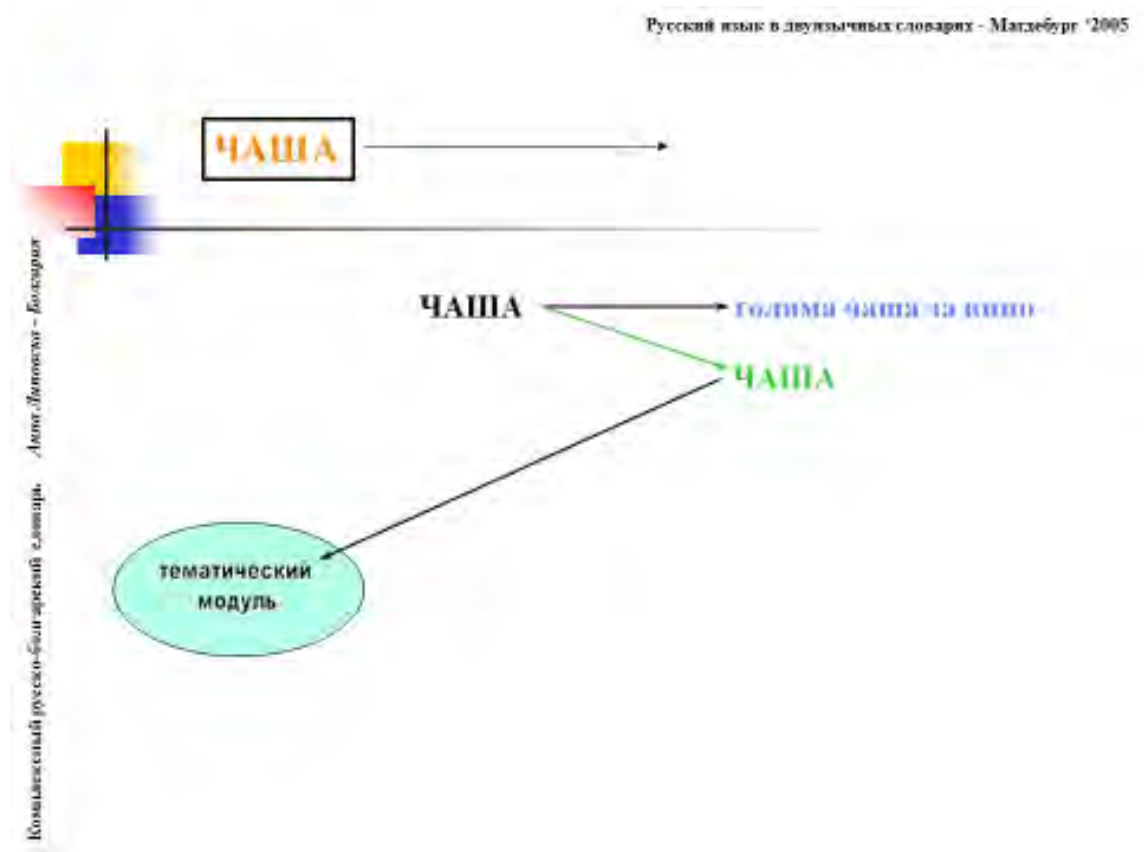 Русский язык в двуязычных словарях - Магдебург '2005
ЧАША
ЧАША
голяма чаша за вино
ЧАША
тематический
модуль
Комплексный русско-болгарский словарь Анна Липовска - Болгария